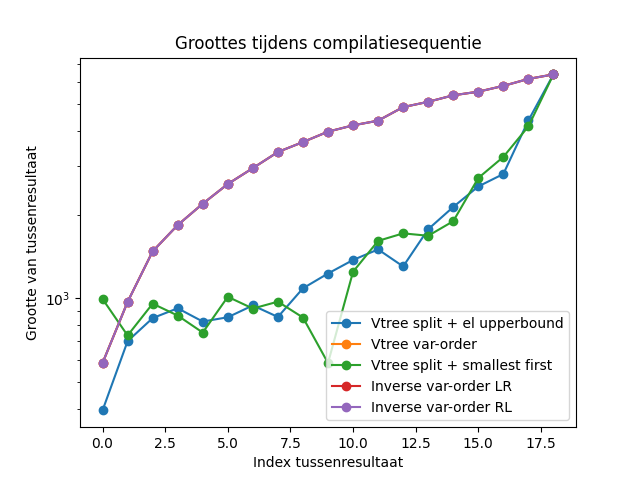 Groottes tijdens compilatiesequentie
Grootte van tussenresultaat
10³
Vtree split + el upperbound
Vtree var-order
Vtree split + smallest first
Inverse var-order LR
Inverse var-order RL
0.0 2.5 5.0 7.5 10.0 12.5 15.0 17.5
Index tussenresultaat